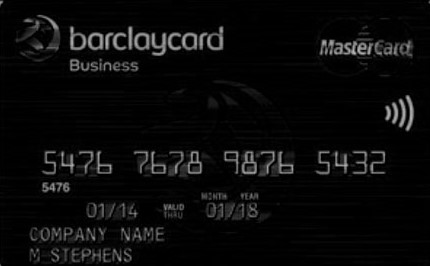 barclaycard
MasterCard
Business
5476 7678 9876 5432
5476
MONTH YEAR
01/14 VALID THRU 01/18
COMPANY NAME
M STEPHENS